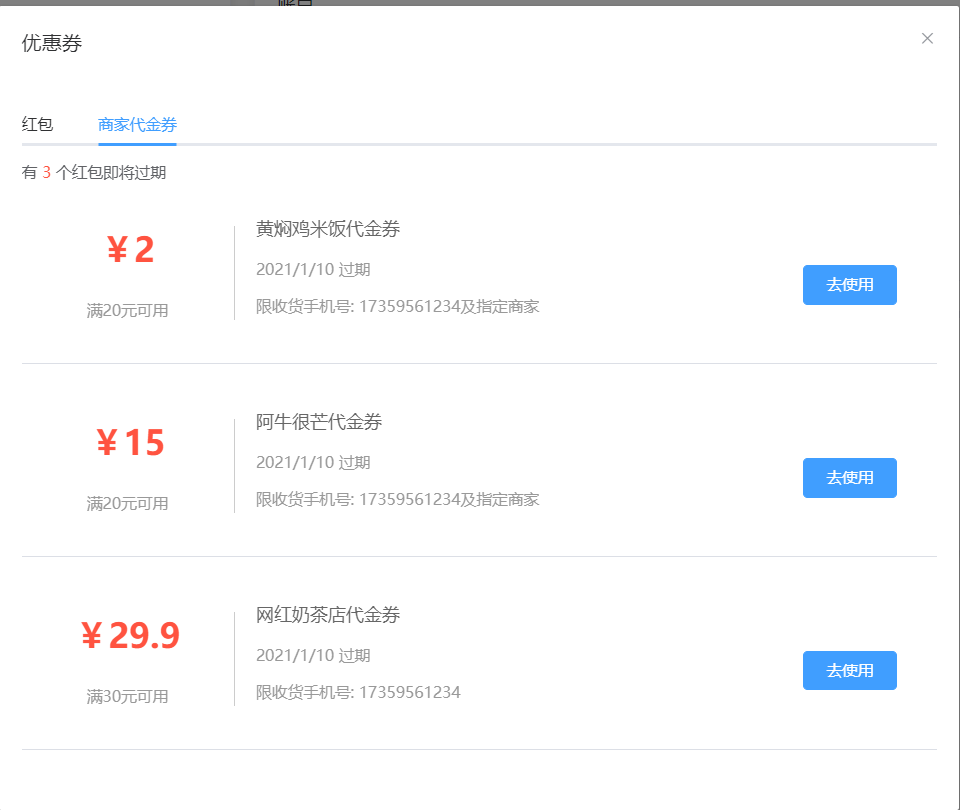 优惠券
红包 商家代金券
有 3 个红包即将过期
¥ 2
满20元可用
黄焖鸡米饭代金券
2021/1/10 过期
限收货手机号: 17359561234及指定商家
去使用
¥ 15
满20元可用
阿牛很芒代金券
2021/1/10 过期
限收货手机号: 17359561234及指定商家
去使用
¥ 29.9
满30元可用
网红奶茶店代金券
2021/1/10 过期
限收货手机号: 17359561234
去使用